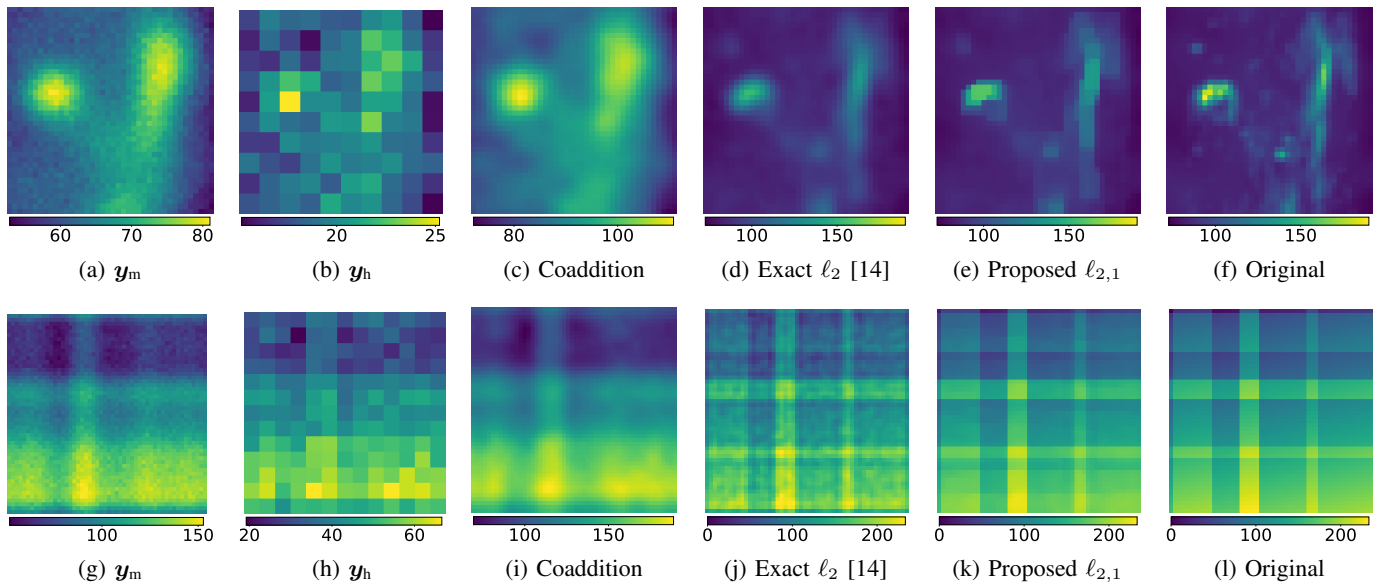 60 70 80
20 25
80 100
100 150
100 150
100 150
(a) 𝒚ₘ
(b) 𝒚ₕ
(c) Coaddition
(d) Exact ℓ₂ [14]
(e) Proposed ℓ₂,₁
(f) Original
100 150
20 40 60
100 150
0 100 200
0 100 200
0 100 200
(g) 𝒚ₘ
(h) 𝒚ₕ
(i) Coaddition
(j) Exact ℓ₂ [14]
(k) Proposed ℓ₂,₁
(l) Original